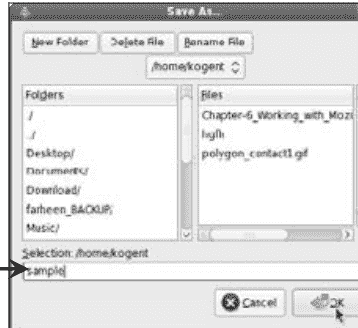 Save As...
New Folder Delete File Rename File
/home/kogent
Folders
Files
/
./
Desktop/
Documents/
Download/
farheen_BACKUP/
Music/
Chapter-6_Working_with_Mozi
hgfh
polygon_contact1.gif
Selection: /home/kogent
sample
Cancel OK